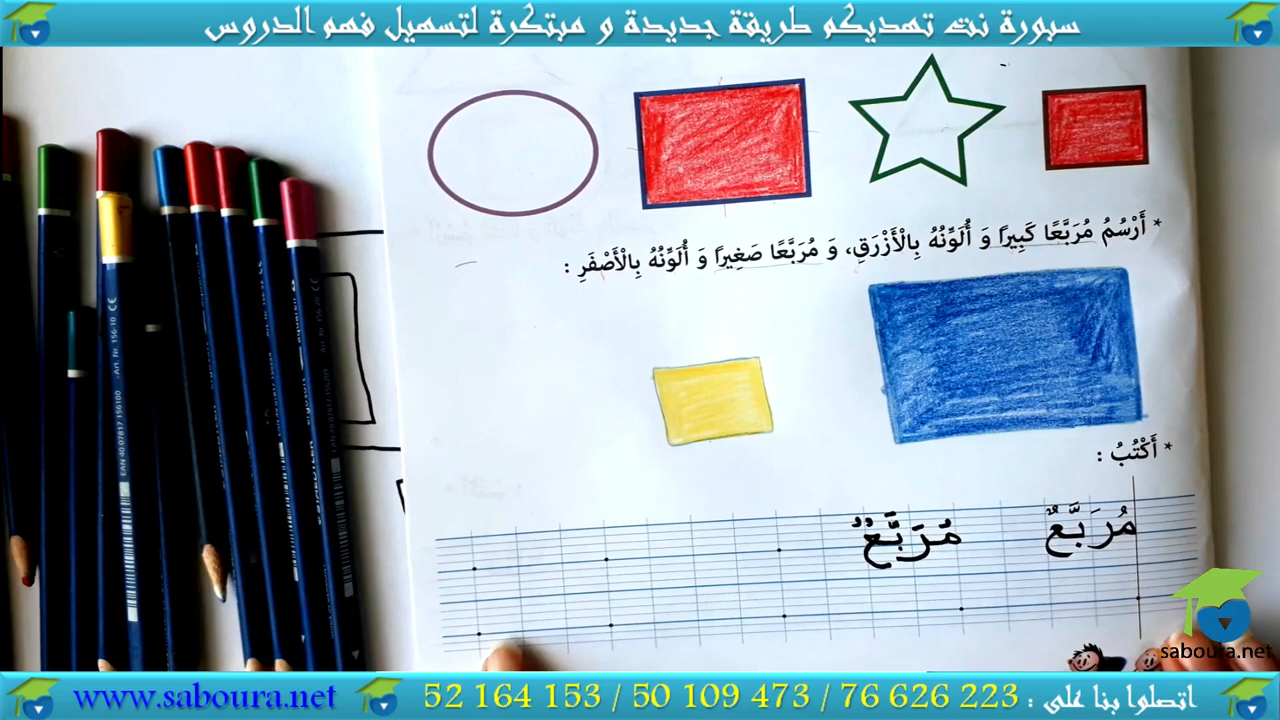 سبورة نت تهديكم طريقة جديدة و مبتكرة لتسهيل فهم الدروس
* أَرْسُمُ مُرَبَّعًا كَبِيرًا وَ أُلَوِّنُهُ بِالْأَزْرَقِ، وَ مُرَبَّعًا صَغِيرًا وَ أُلَوِّنُهُ بِالْأَصْفَرِ :
* أَكْتُبُ :
مُرَبَّعٌ مُرَبَّعٌ
saboura.net
اتصلوا بنا على : 52 164 153 / 50 109 473 / 76 626 223
www.saboura.net